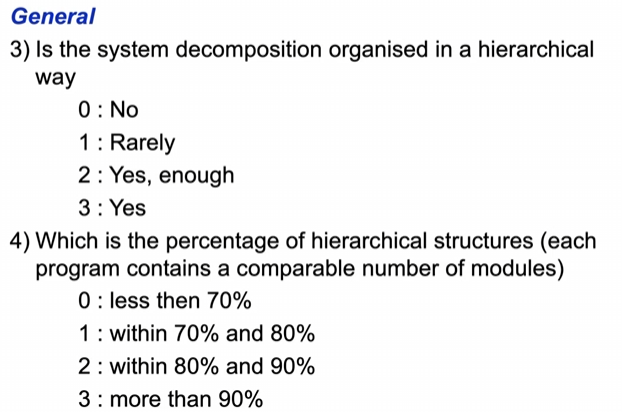 General
3) Is the system decomposition organised in a hierarchical
way
0 : No
1 : Rarely
2 : Yes, enough
3 : Yes
4) Which is the percentage of hierarchical structures (each
program contains a comparable number of modules)
0 : less then 70%
1 : within 70% and 80%
2 : within 80% and 90%
3 : more than 90%